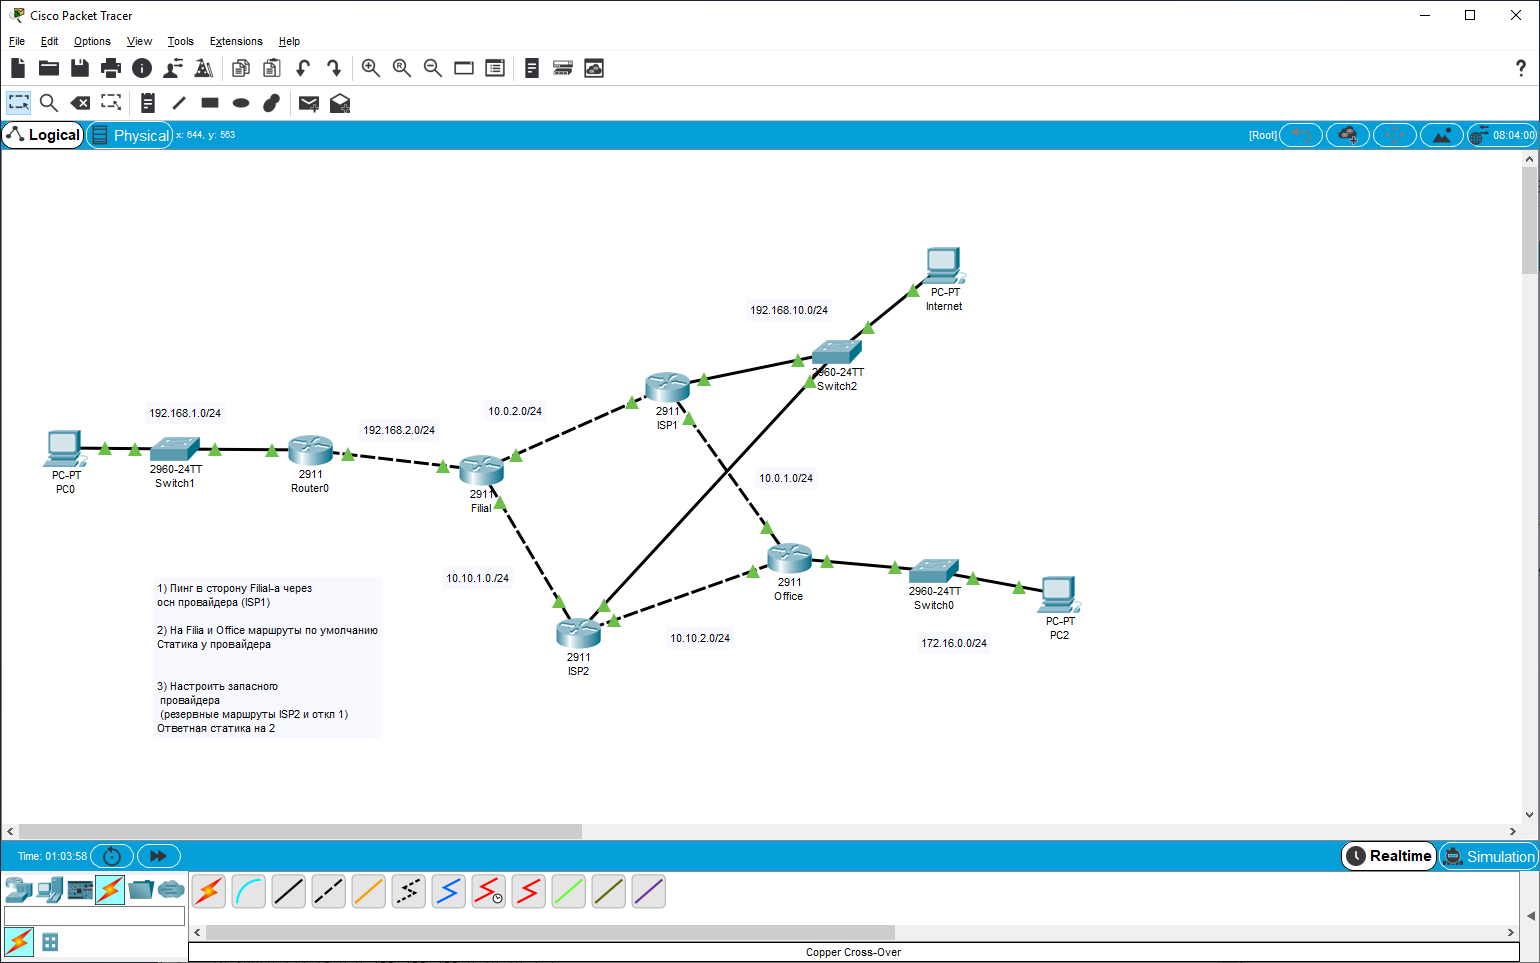 Cisco Packet Tracer
File Edit Options View Tools Extensions Help
?
Logical Physical x: 644, y: 563 [Root] 08:04:00
PC-PT
Internet
192.168.10.0/24
2960-24TT
Switch2
2911
ISP1
10.0.2.0/24
192.168.1.0/24
192.168.2.0/24
PC-PT
PC0
2960-24TT
Switch1
2911
Router0
2911
Filial
10.0.1.0/24
10.10.1.0./24
2911
Office
2960-24TT
Switch0
PC-PT
PC2
10.10.2.0/24
172.16.0.0/24
2911
ISP2
1) Пинг в сторону Filial-а через
осн провайдера (ISP1)
2) На Filia и Office маршруты по умолчанию
Статика у провайдера
3) Настроить запасного
провайдера
(резервные маршруты ISP2 и откл 1)
Ответная статика на 2
Time: 01:03:58 Realtime Simulation
Copper Cross-Over